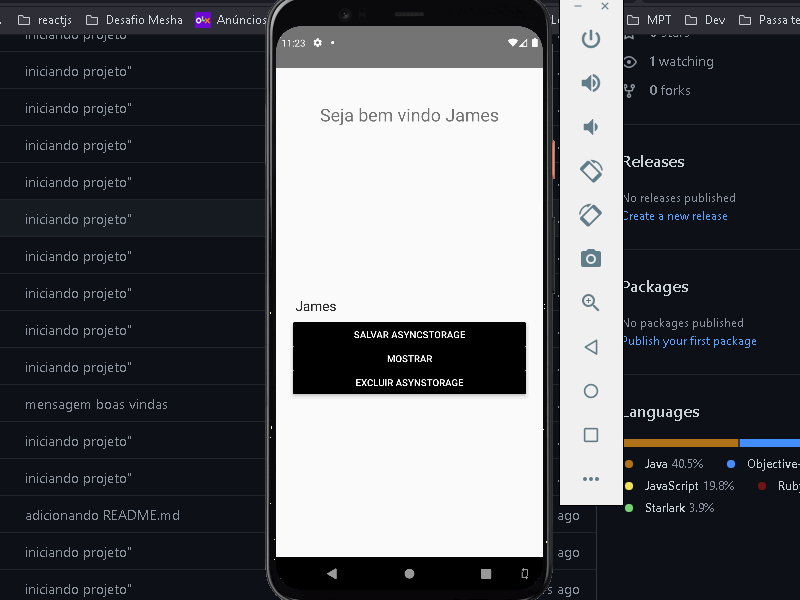 reactjs
Desafio Mesha
olx Anúncios
MPT
Dev
iniciando projeto"
iniciando projeto"
iniciando projeto"
iniciando projeto"
iniciando projeto"
iniciando projeto"
iniciando projeto"
iniciando projeto"
iniciando projeto"
iniciando projeto"
mensagem boas vindas
iniciando projeto"
iniciando projeto"
adicionando README.md
iniciando projeto"
iniciando projeto"
11:23
Seja bem vindo James
James
SALVAR ASYNCSTORAGE
MOSTRAR
EXCLUIR ASYNSTORAGE
ago
ago
ago
0 stars
1 watching
0 forks
Releases
No releases published
Create a new release
Packages
No packages published
Publish your first package
Languages
Java 40.5%
Objective-
JavaScript 19.8%
Ruby
Starlark 3.9%